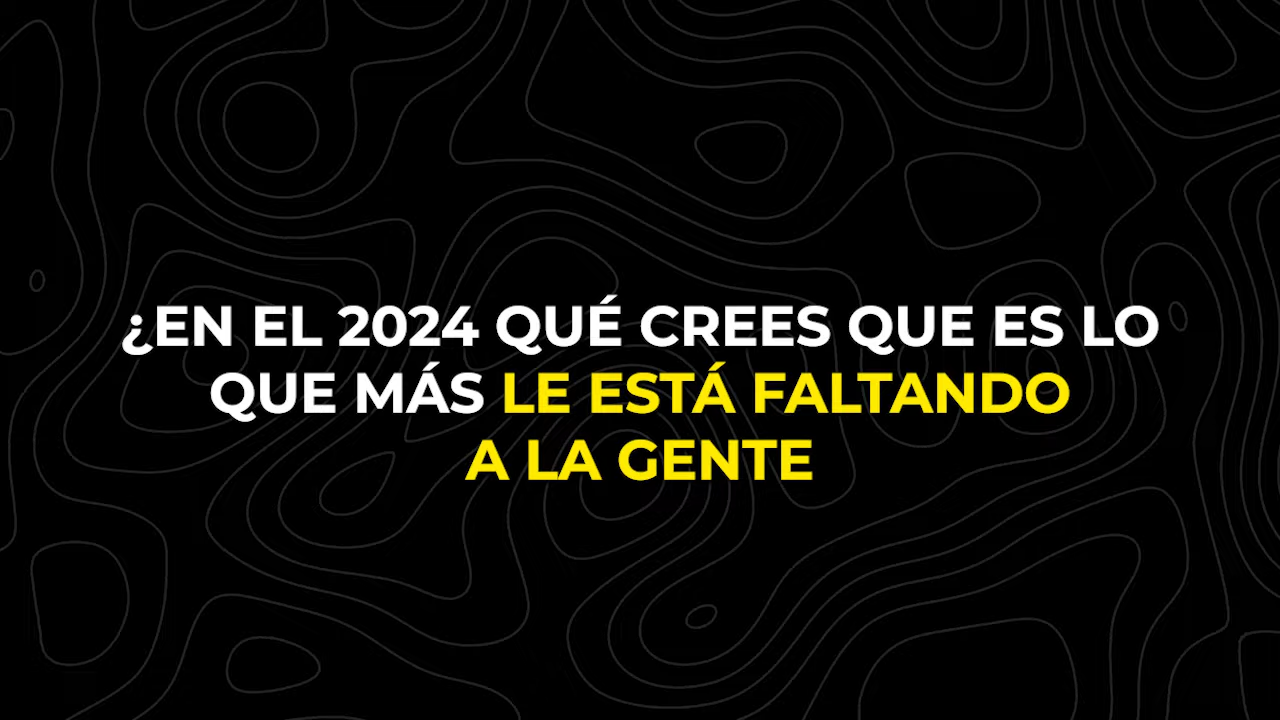 ¿EN EL 2024 QUÉ CREES QUE ES LO
QUE MÁS LE ESTÁ FALTANDO
A LA GENTE